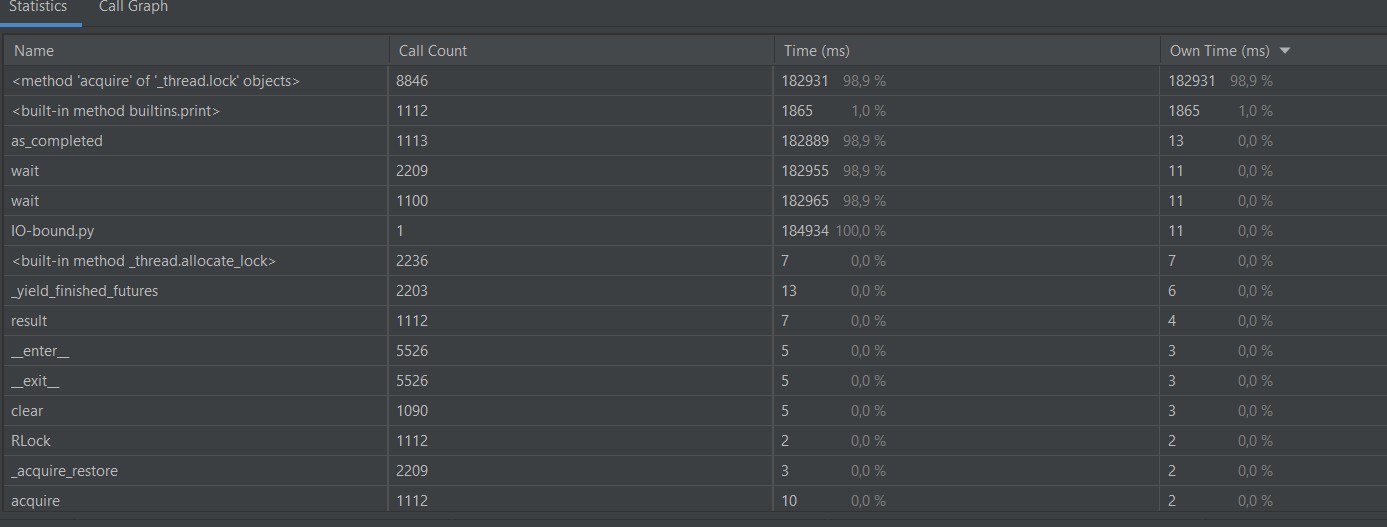 Statistics Call Graph
Name Call Count Time (ms) Own Time (ms)
<method 'acquire' of '_thread.lock' objects> 8846 182931 98,9 % 182931 98,9 %
<built-in method builtins.print> 1112 1865 1,0 % 1865 1,0 %
as_completed 1113 182889 98,9 % 13 0,0 %
wait 2209 182955 98,9 % 11 0,0 %
wait 1100 182965 98,9 % 11 0,0 %
IO-bound.py 1 184934 100,0 % 11 0,0 %
<built-in method _thread.allocate_lock> 2236 7 0,0 % 7 0,0 %
_yield_finished_futures 2203 13 0,0 % 6 0,0 %
result 1112 7 0,0 % 4 0,0 %
__enter__ 5526 5 0,0 % 3 0,0 %
__exit__ 5526 5 0,0 % 3 0,0 %
clear 1090 5 0,0 % 3 0,0 %
RLock 1112 2 0,0 % 2 0,0 %
_acquire_restore 2209 3 0,0 % 2 0,0 %
acquire 1112 10 0,0 % 2 0,0 %